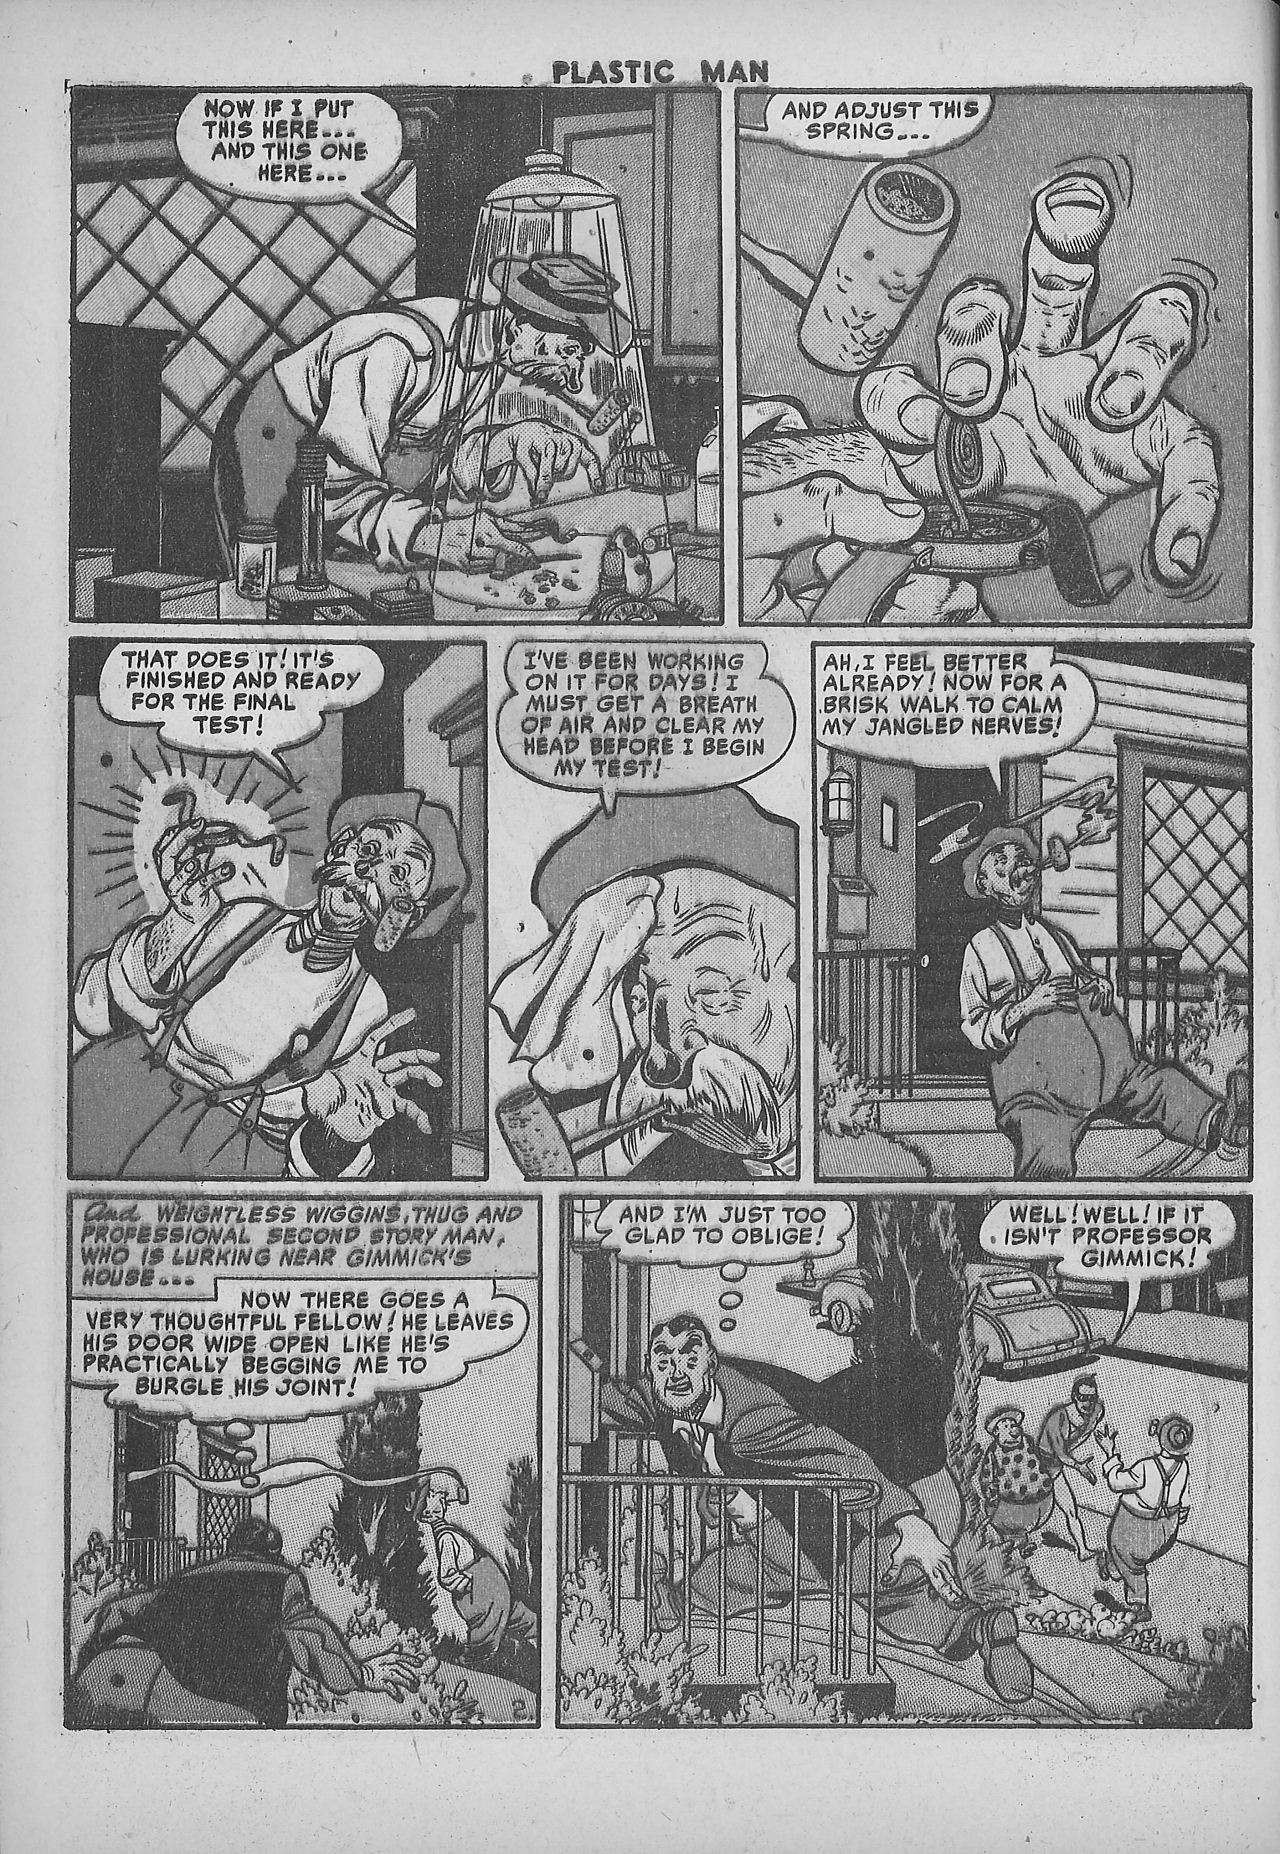 PLASTIC MAN
NOW IF I PUT
THIS HERE...
AND THIS ONE
HERE...
AND ADJUST THIS
SPRING...
THAT DOES IT! IT'S
FINISHED AND READY
FOR THE FINAL
TEST!
I'VE BEEN WORKING
ON IT FOR DAYS! I
MUST GET A BREATH
OF AIR AND CLEAR MY
HEAD BEFORE I BEGIN
MY TEST!
AH, I FEEL BETTER
ALREADY! NOW FOR A
BRISK WALK TO CALM
MY JANGLED NERVES!
And WEIGHTLESS WIGGINS, THUG AND
PROFESSIONAL SECOND STORY MAN,
WHO IS LURKING NEAR GIMMICK'S
HOUSE...
NOW THERE GOES A
VERY THOUGHTFUL FELLOW! HE LEAVES
HIS DOOR WIDE OPEN LIKE HE'S
PRACTICALLY BEGGING ME TO
BURGLE HIS JOINT!
2
AND I'M JUST TOO
GLAD TO OBLIGE!
WELL! WELL! IF IT
ISN'T PROFESSOR
GIMMICK!